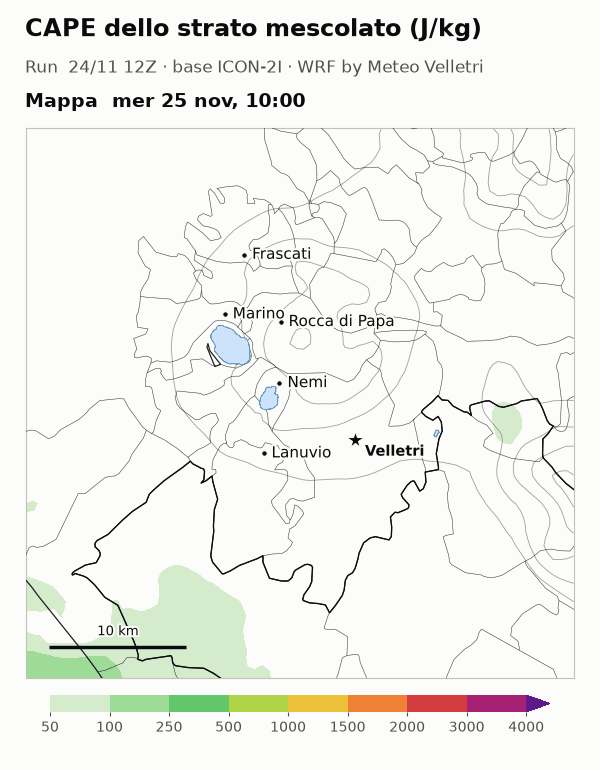 CAPE dello strato mescolato (J/kg)
Run  24/11 12Z · base ICON-2I · WRF by Meteo Velletri
Mappa  mer 25 nov, 10:00
Frascati
Marino
Rocca di Papa
Nemi
Velletri
Lanuvio
10 km
50 100 250 500 1000 1500 2000 3000 4000